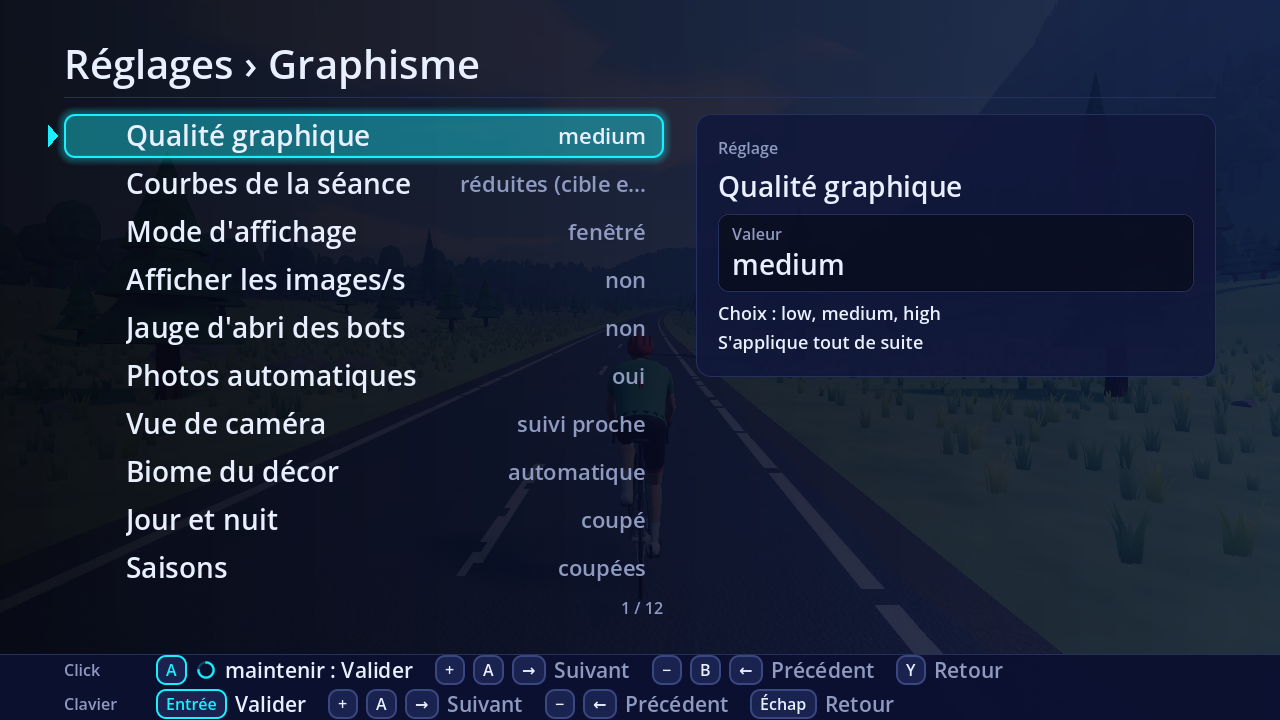 Réglages › Graphisme
Qualité graphique medium
Courbes de la séance réduites (cible e...
Mode d'affichage fenêtré
Afficher les images/s non
Jauge d'abri des bots non
Photos automatiques oui
Vue de caméra suivi proche
Biome du décor automatique
Jour et nuit coupé
Saisons coupées
1 / 12
Réglage
Qualité graphique
Valeur
medium
Choix : low, medium, high
S'applique tout de suite
Click A maintenir : Valider + A → Suivant − B ← Précédent Y Retour
Clavier Entrée Valider + A → Suivant − ← Précédent Échap Retour